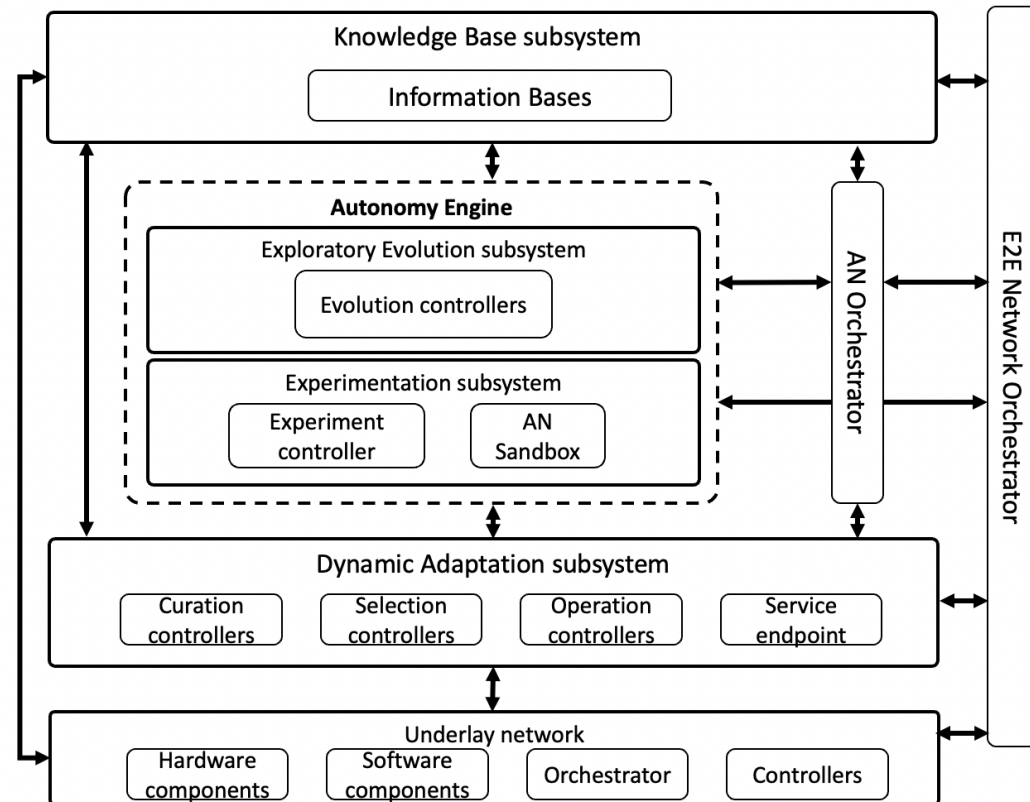 Knowledge Base subsystem
Information Bases
Autonomy Engine
Exploratory Evolution subsystem
Evolution controllers
Experimentation subsystem
Experiment
controller
AN
Sandbox
AN Orchestrator
E2E Network Orchestrator
Dynamic Adaptation subsystem
Curation
controllers
Selection
controllers
Operation
controllers
Service
endpoint
Underlay network
Hardware
components
Software
components
Orchestrator
Controllers